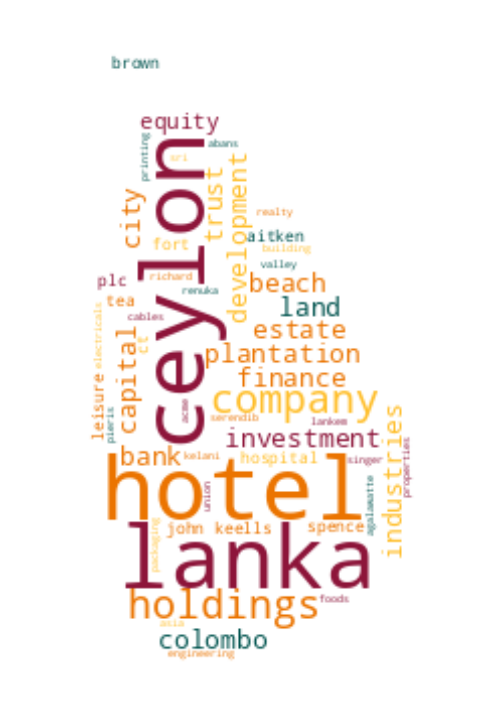 brown
equity
printing
abans
sri
ceylon
trust
development
city
realty
aitken
fort
building
valley
plc
richard
beach
renuka
tea
land
cables
electricals
ct
capital
estate
plantation
finance
leisure
pieris
acme
company
serendib
industries
lankem
investment
properties
bank
kelani
hospital
singer
hotel
union
agalawatte
john keells
spence
packaging
lanka
holdings
foods
asia
colombo
engineering